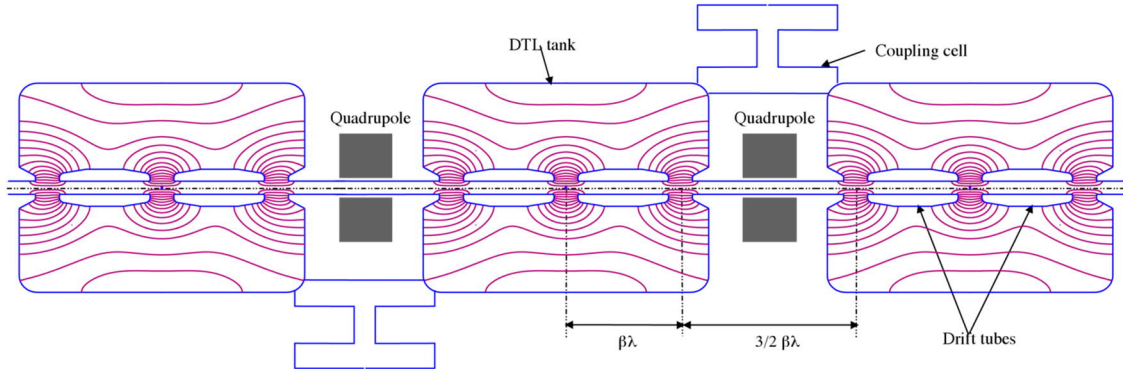 DTL tank
Coupling cell
Quadrupole
Quadrupole
βλ
3/2 βλ
Drift tubes